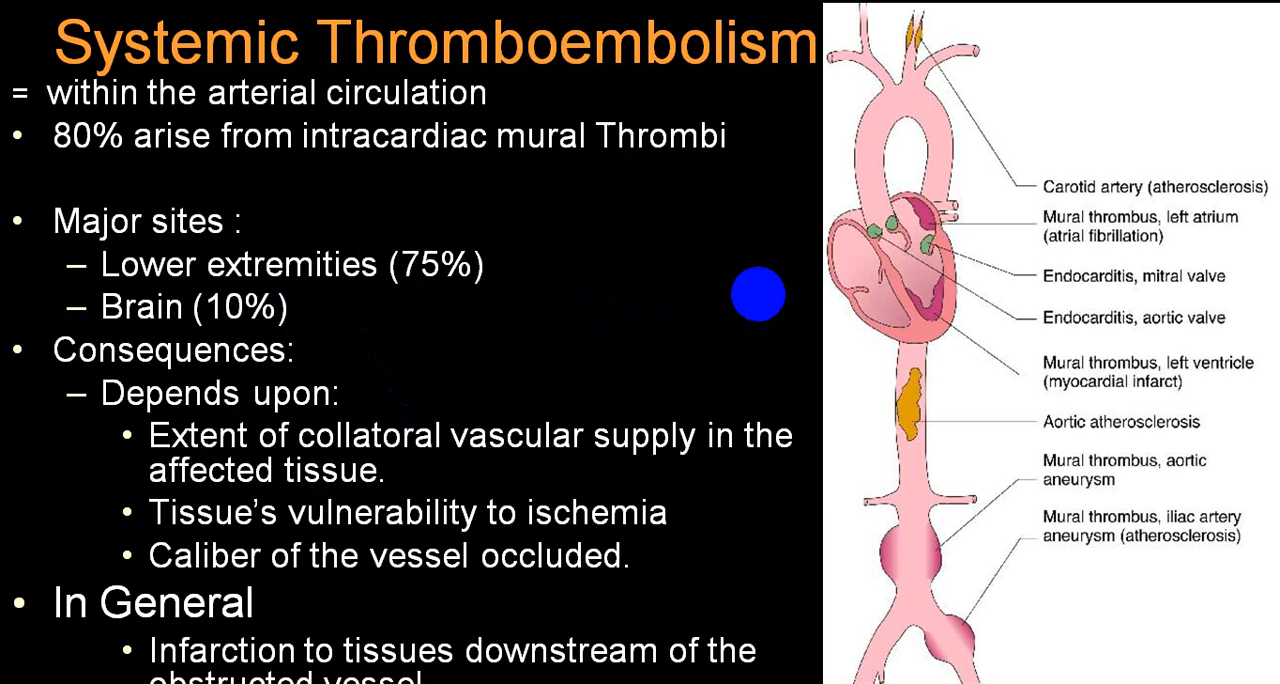 Systemic Thromboembolism
= within the arterial circulation
• 80% arise from intracardiac mural Thrombi
• Major sites :
– Lower extremities (75%)
– Brain (10%)
• Consequences:
– Depends upon:
• Extent of collatoral vascular supply in the
affected tissue.
• Tissue's vulnerability to ischemia
• Caliber of the vessel occluded.
• In General
• Infarction to tissues downstream of the
obstructed vessel
Carotid artery (atherosclerosis)
Mural thrombus, left atrium
(atrial fibrillation)
Endocarditis, mitral valve
Endocarditis, aortic valve
Mural thrombus, left ventricle
(myocardial infarct)
Aortic atherosclerosis
Mural thrombus, aortic
aneurysm
Mural thrombus, iliac artery
aneurysm (atherosclerosis)